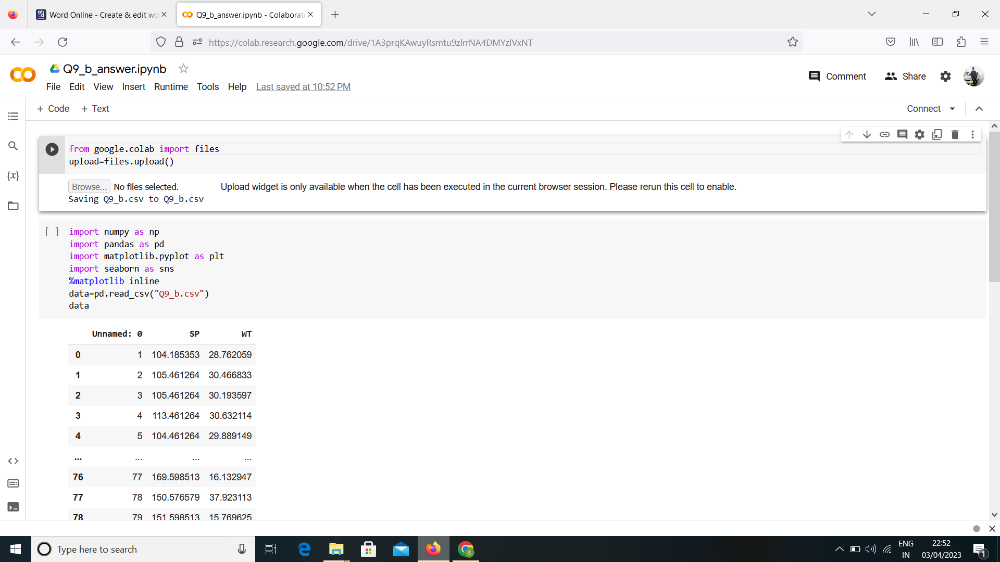 Word Online - Create & edit wo
Q9_b_answer.ipynb - Colaborat
https://colab.research.google.com/drive/1A3prqKAwuyRsmtu9zlrrNA4DMYzlVxNT
Q9_b_answer.ipynb
Comment
Share
File Edit View Insert Runtime Tools Help Last saved at 10:52 PM
+ Code + Text
Connect
from google.colab import files
upload=files.upload()
Browse... No files selected. Upload widget is only available when the cell has been executed in the current browser session. Please rerun this cell to enable.
Saving Q9_b.csv to Q9_b.csv
[ ] import numpy as np
import pandas as pd
import matplotlib.pyplot as plt
import seaborn as sns
%matplotlib inline
data=pd.read_csv("Q9_b.csv")
data
Unnamed: 0 SP WT
0 1 104.185353 28.762059
1 2 105.461264 30.466833
2 3 105.461264 30.193597
3 4 113.461264 30.632114
4 5 104.461264 29.889149
... ... ... ...
76 77 169.598513 16.132947
77 78 150.576579 37.923113
78 79 151.598513 15.769625
Type here to search
ENG
IN
22:52
03/04/2023
1